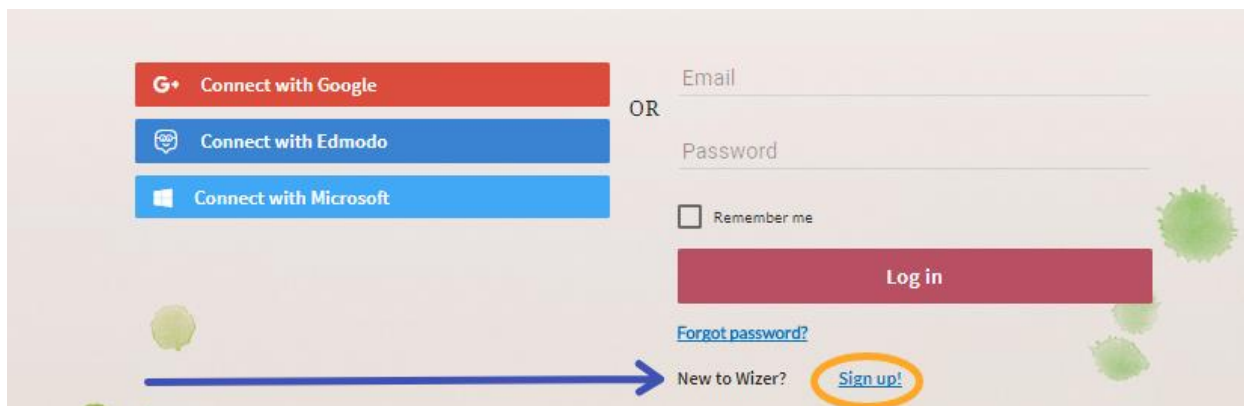 G+ Connect with Google
Connect with Edmodo
Connect with Microsoft
OR
Email
Password
Remember me
Log in
Forgot password?
New to Wizer? Sign up!